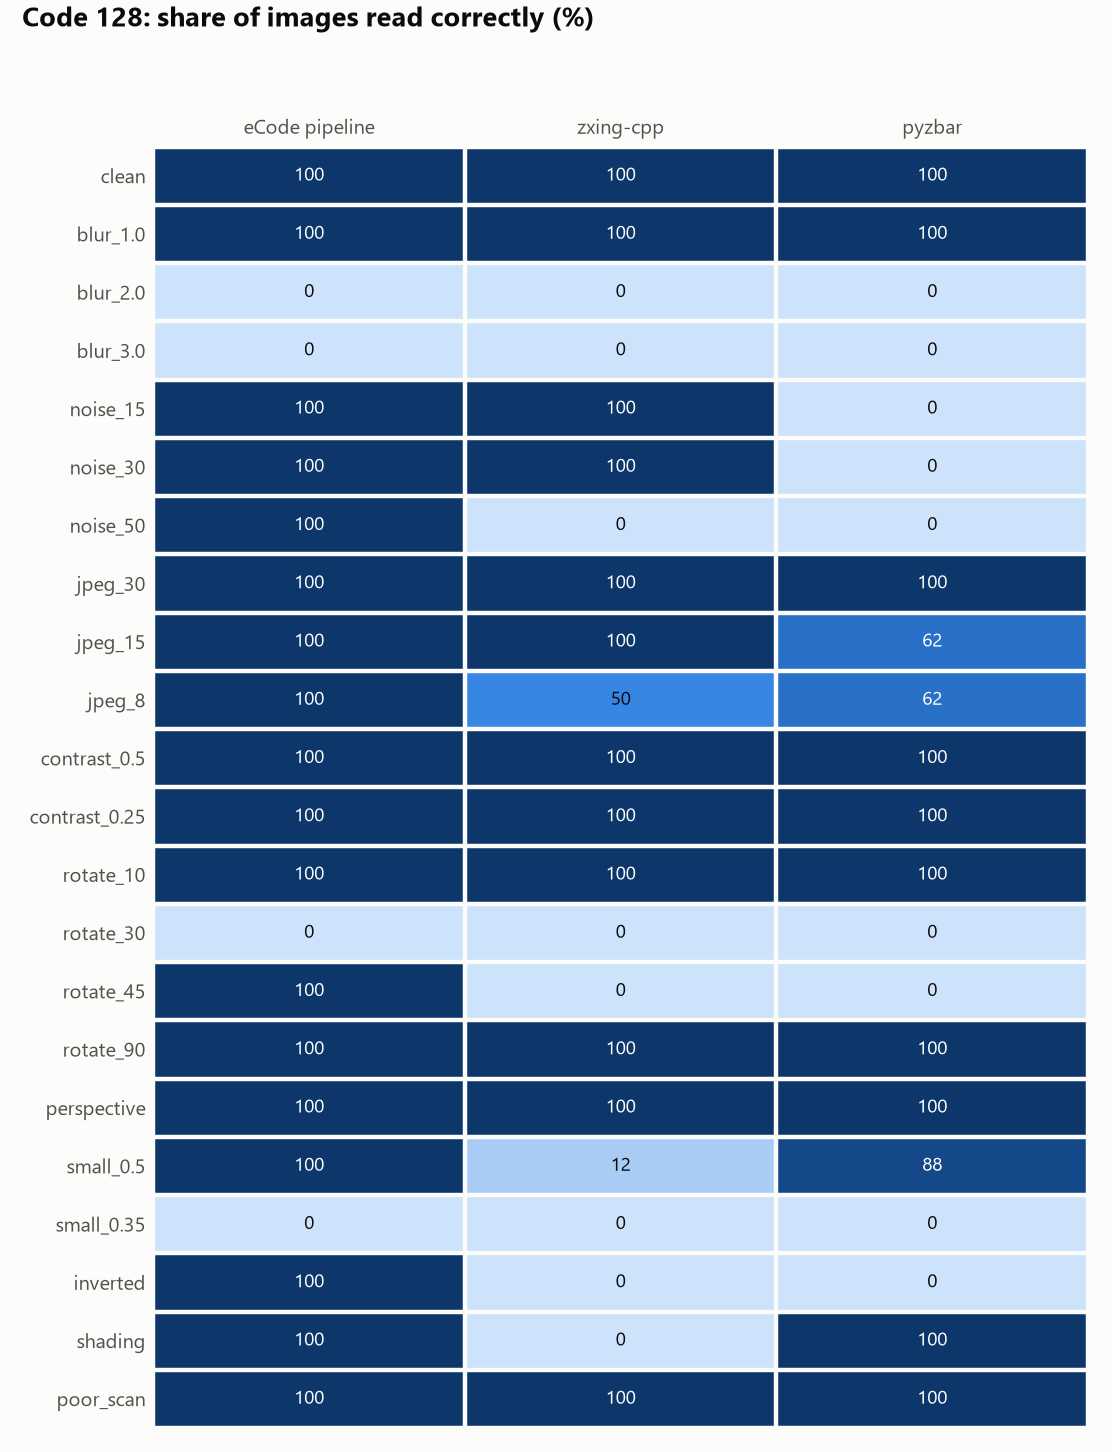 Code 128: share of images read correctly (%)
eCode pipeline zxing-cpp pyzbar
clean 100 100 100
blur_1.0 100 100 100
blur_2.0 0 0 0
blur_3.0 0 0 0
noise_15 100 100 0
noise_30 100 100 0
noise_50 100 0 0
jpeg_30 100 100 100
jpeg_15 100 100 62
jpeg_8 100 50 62
contrast_0.5 100 100 100
contrast_0.25 100 100 100
rotate_10 100 100 100
rotate_30 0 0 0
rotate_45 100 0 0
rotate_90 100 100 100
perspective 100 100 100
small_0.5 100 12 88
small_0.35 0 0 0
inverted 100 0 0
shading 100 0 100
poor_scan 100 100 100